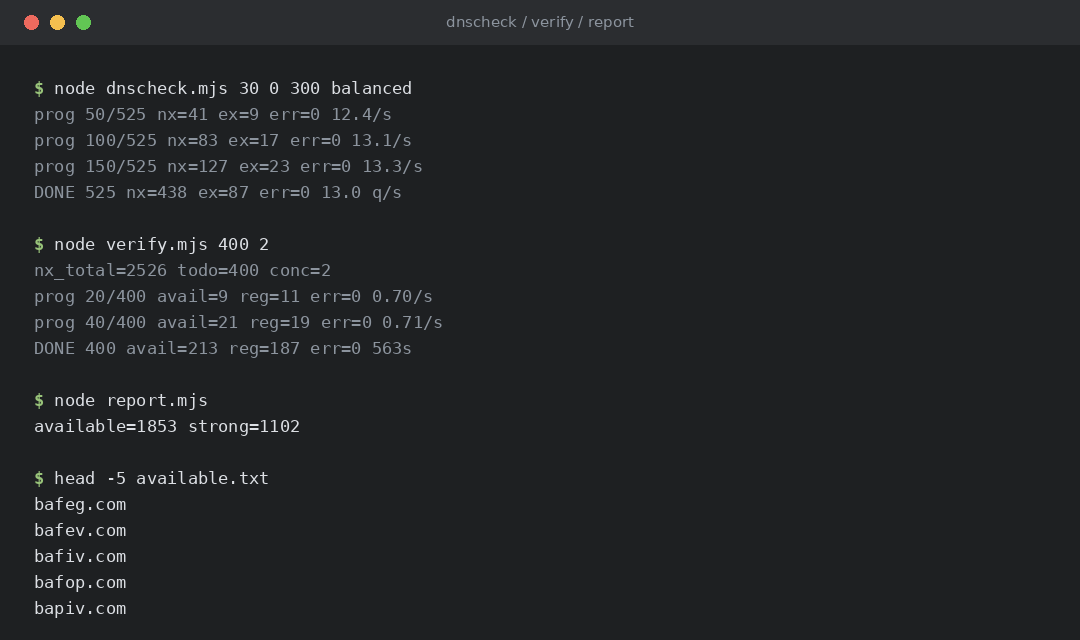 dnscheck / verify / report
$ node dnscheck.mjs 30 0 300 balanced
prog 50/525 nx=41 ex=9 err=0 12.4/s
prog 100/525 nx=83 ex=17 err=0 13.1/s
prog 150/525 nx=127 ex=23 err=0 13.3/s
DONE 525 nx=438 ex=87 err=0 13.0 q/s
$ node verify.mjs 400 2
nx_total=2526 todo=400 conc=2
prog 20/400 avail=9 reg=11 err=0 0.70/s
prog 40/400 avail=21 reg=19 err=0 0.71/s
DONE 400 avail=213 reg=187 err=0 563s
$ node report.mjs
available=1853 strong=1102
$ head -5 available.txt
bafeg.com
bafev.com
bafiv.com
bafop.com
bapiv.com